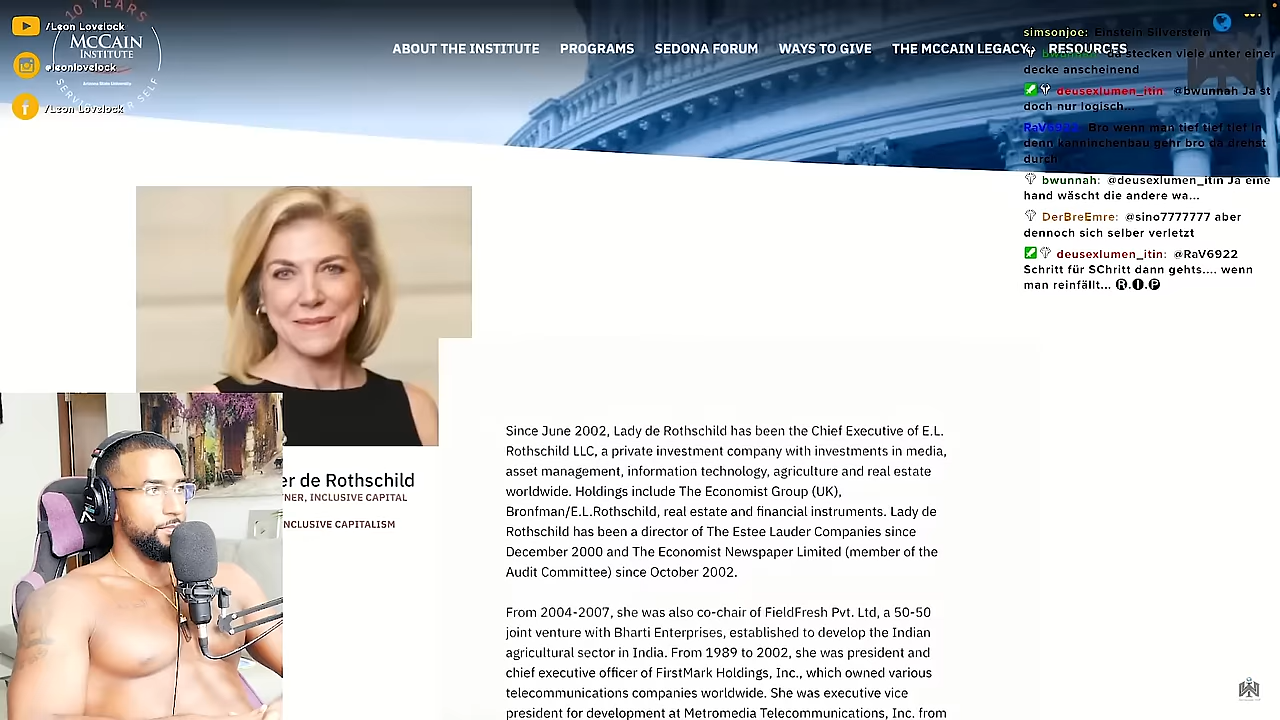 /Leon Lovelock
@leonlovelock
/Leon Lovelock
10 YEARS
McCAIN
INSTITUTE
Arizona State University
ABOUT THE INSTITUTE
PROGRAMS
SEDONA FORUM
WAYS TO GIVE
THE MCCAIN LEGACY
RESOURCES
simsonjoe: Einstein Silverstein
bwunnah: Ja stecken viele unter einer
decke anscheinend
deusexlumen_itin: @bwunnah Ja st
doch nur logisch...
RaV6922: Bro wenn man tief tief tief in
denn kanninchenbau gehr bro da drehst
durch
bwunnah: @deusexlumen_itin Ja eine
hand wäscht die andere wa...
DerBreEmre: @sino7777777 aber
dennoch sich selber verletzt
deusexlumen_itin: @RaV6922
Schritt für SChritt dann gehts.... wenn
man reinfällt... 🅡.🅘.🅟
er de Rothschild
NER, INCLUSIVE CAPITAL
NCLUSIVE CAPITALISM
Since June 2002, Lady de Rothschild has been the Chief Executive of E.L.
Rothschild LLC, a private investment company with investments in media,
asset management, information technology, agriculture and real estate
worldwide. Holdings include The Economist Group (UK),
Bronfman/E.L.Rothschild, real estate and financial instruments. Lady de
Rothschild has been a director of The Estee Lauder Companies since
December 2000 and The Economist Newspaper Limited (member of the
Audit Committee) since October 2002.
From 2004-2007, she was also co-chair of FieldFresh Pvt. Ltd, a 50-50
joint venture with Bharti Enterprises, established to develop the Indian
agricultural sector in India. From 1989 to 2002, she was president and
chief executive officer of FirstMark Holdings, Inc., which owned various
telecommunications companies worldwide. She was executive vice
president for development at Metromedia Telecommunications, Inc. from